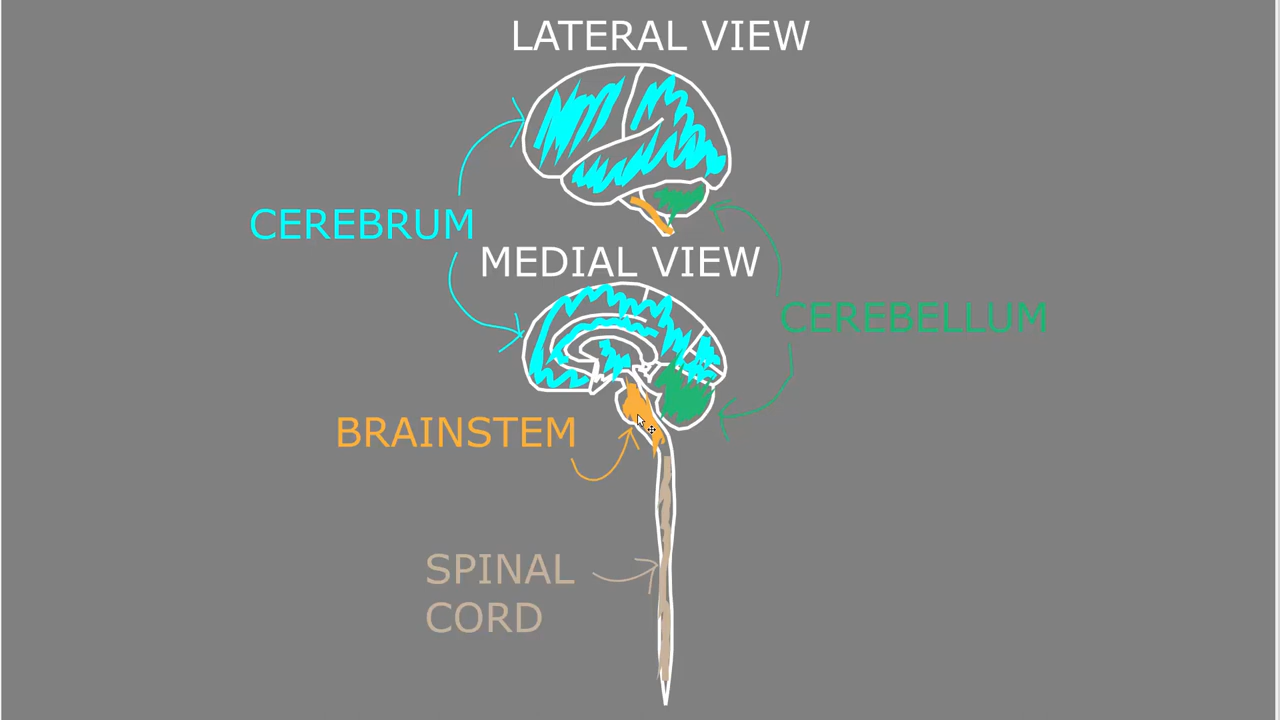 LATERAL VIEW
CEREBRUM
MEDIAL VIEW
CEREBELLUM
BRAINSTEM
SPINAL
CORD